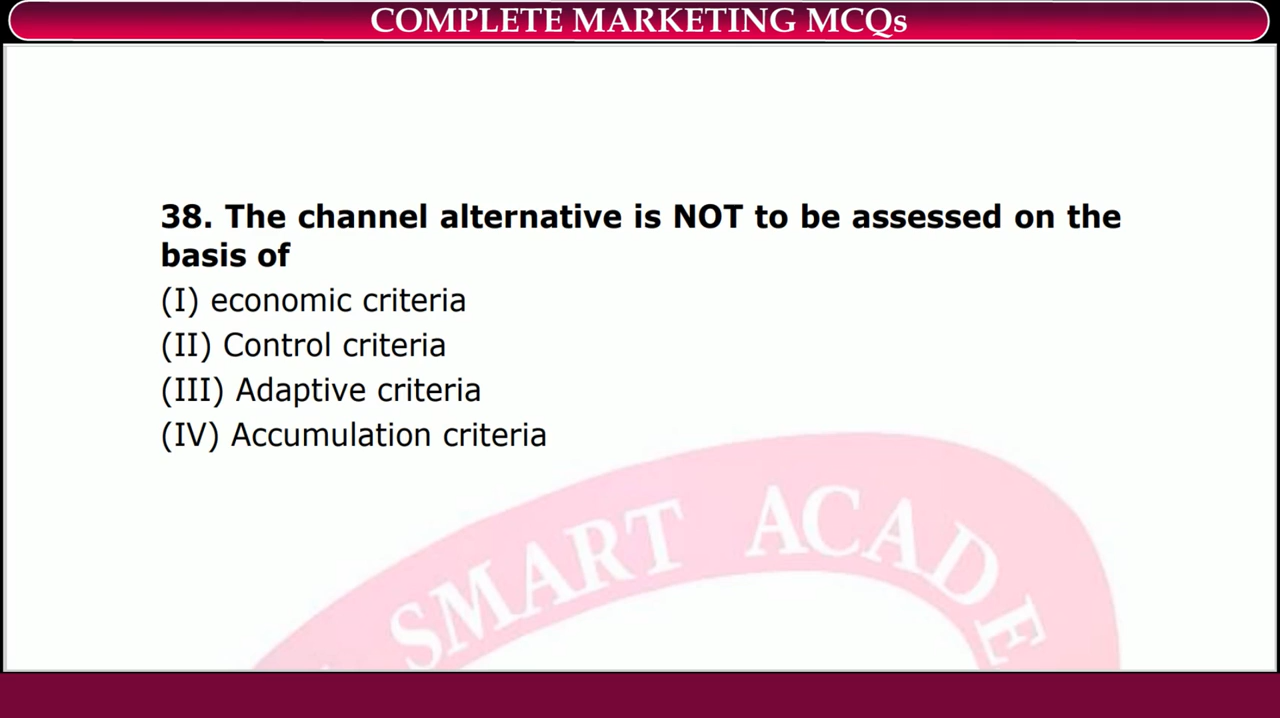 COMPLETE MARKETING MCQs
38. The channel alternative is NOT to be assessed on the
basis of
(I) economic criteria
(II) Control criteria
(III) Adaptive criteria
(IV) Accumulation criteria
SMART ACADE